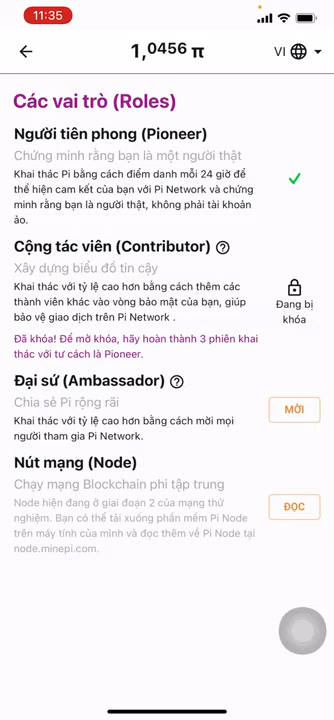 11:35
1,0456 π
VI
Các vai trò (Roles)
Người tiên phong (Pioneer)
Chứng minh rằng bạn là một người thật
Khai thác Pi bằng cách điểm danh mỗi 24 giờ để
thể hiện cam kết của bạn với Pi Network và chứng
minh rằng bạn là người thật, không phải tài khoản
ảo.
Cộng tác viên (Contributor) ?
Xây dựng biểu đồ tin cậy
Khai thác với tỷ lệ cao hơn bằng cách thêm các
thành viên khác vào vòng bảo mật của bạn, giúp
bảo vệ giao dịch trên Pi Network .
Đang bị
khóa
Đã khóa! Để mở khóa, hãy hoàn thành 3 phiên khai
thác với tư cách là Pioneer.
Đại sứ (Ambassador) ?
Chia sẻ Pi rộng rãi
Khai thác với tỷ lệ cao hơn bằng cách mời mọi
người tham gia Pi Network.
MỜI
Nút mạng (Node)
Chạy mạng Blockchain phi tập trung
Node hiện đang ở giai đoạn 2 của mạng thử
nghiệm. Bạn có thể tải xuống phần mềm Pi Node
trên máy tính của mình và đọc thêm về Pi Node tại
node.minepi.com.
ĐỌC